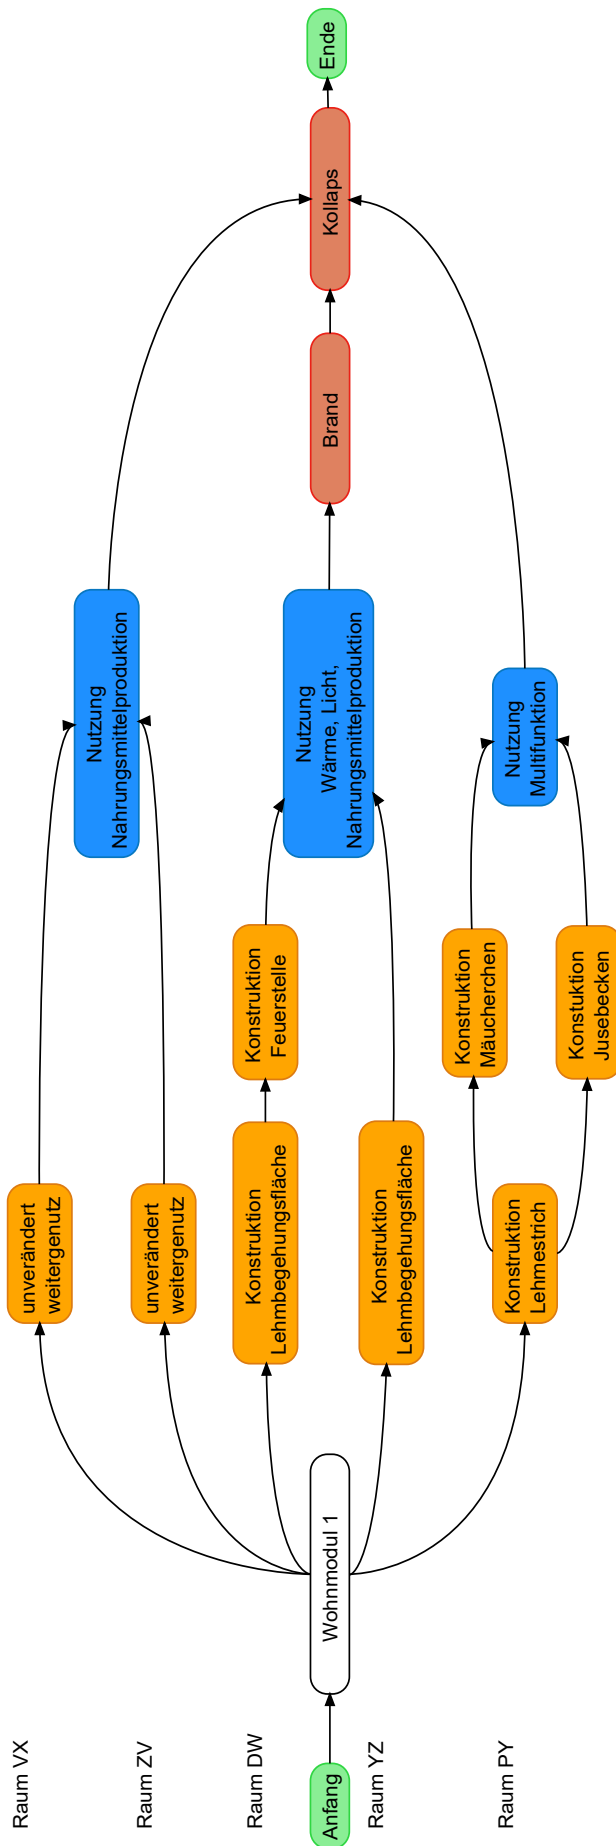 Raum VX
Raum ZV
Raum DW
Raum YZ
Raum PY
Anfang
Wohnmodul 1
unverändert
weitergenutz
unverändert
weitergenutz
Konstruktion
Lehmbegehungsfläche
Konstruktion
Lehmbegehungsfläche
Konstruktion
Lehmestrich
Konstruktion
Feuerstelle
Konstruktion
Mäucherchen
Konstuktion
Jusebecken
Nutzung
Nahrungsmittelproduktion
Nutzung
Wärme, Licht,
Nahrungsmittelproduktion
Nutzung
Multifunktion
Brand
Kollaps
Ende